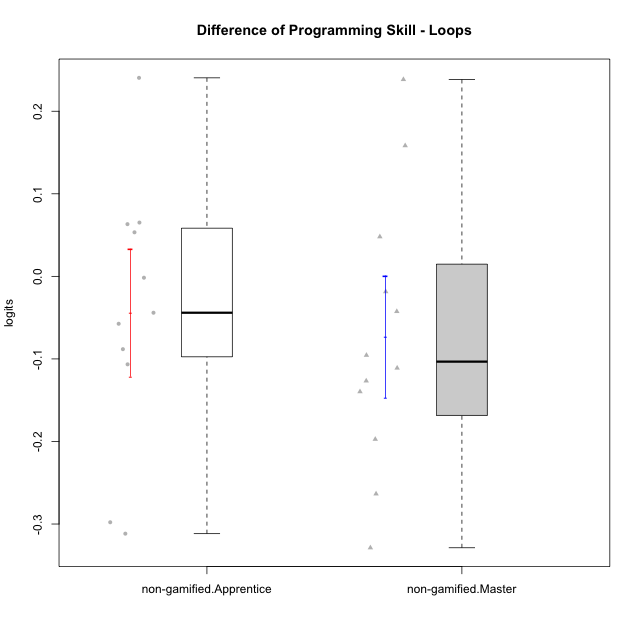 Difference of Programming Skill - Loops
logits
0.2
0.1
0.0
-0.1
-0.2
-0.3
non-gamified.Apprentice
non-gamified.Master